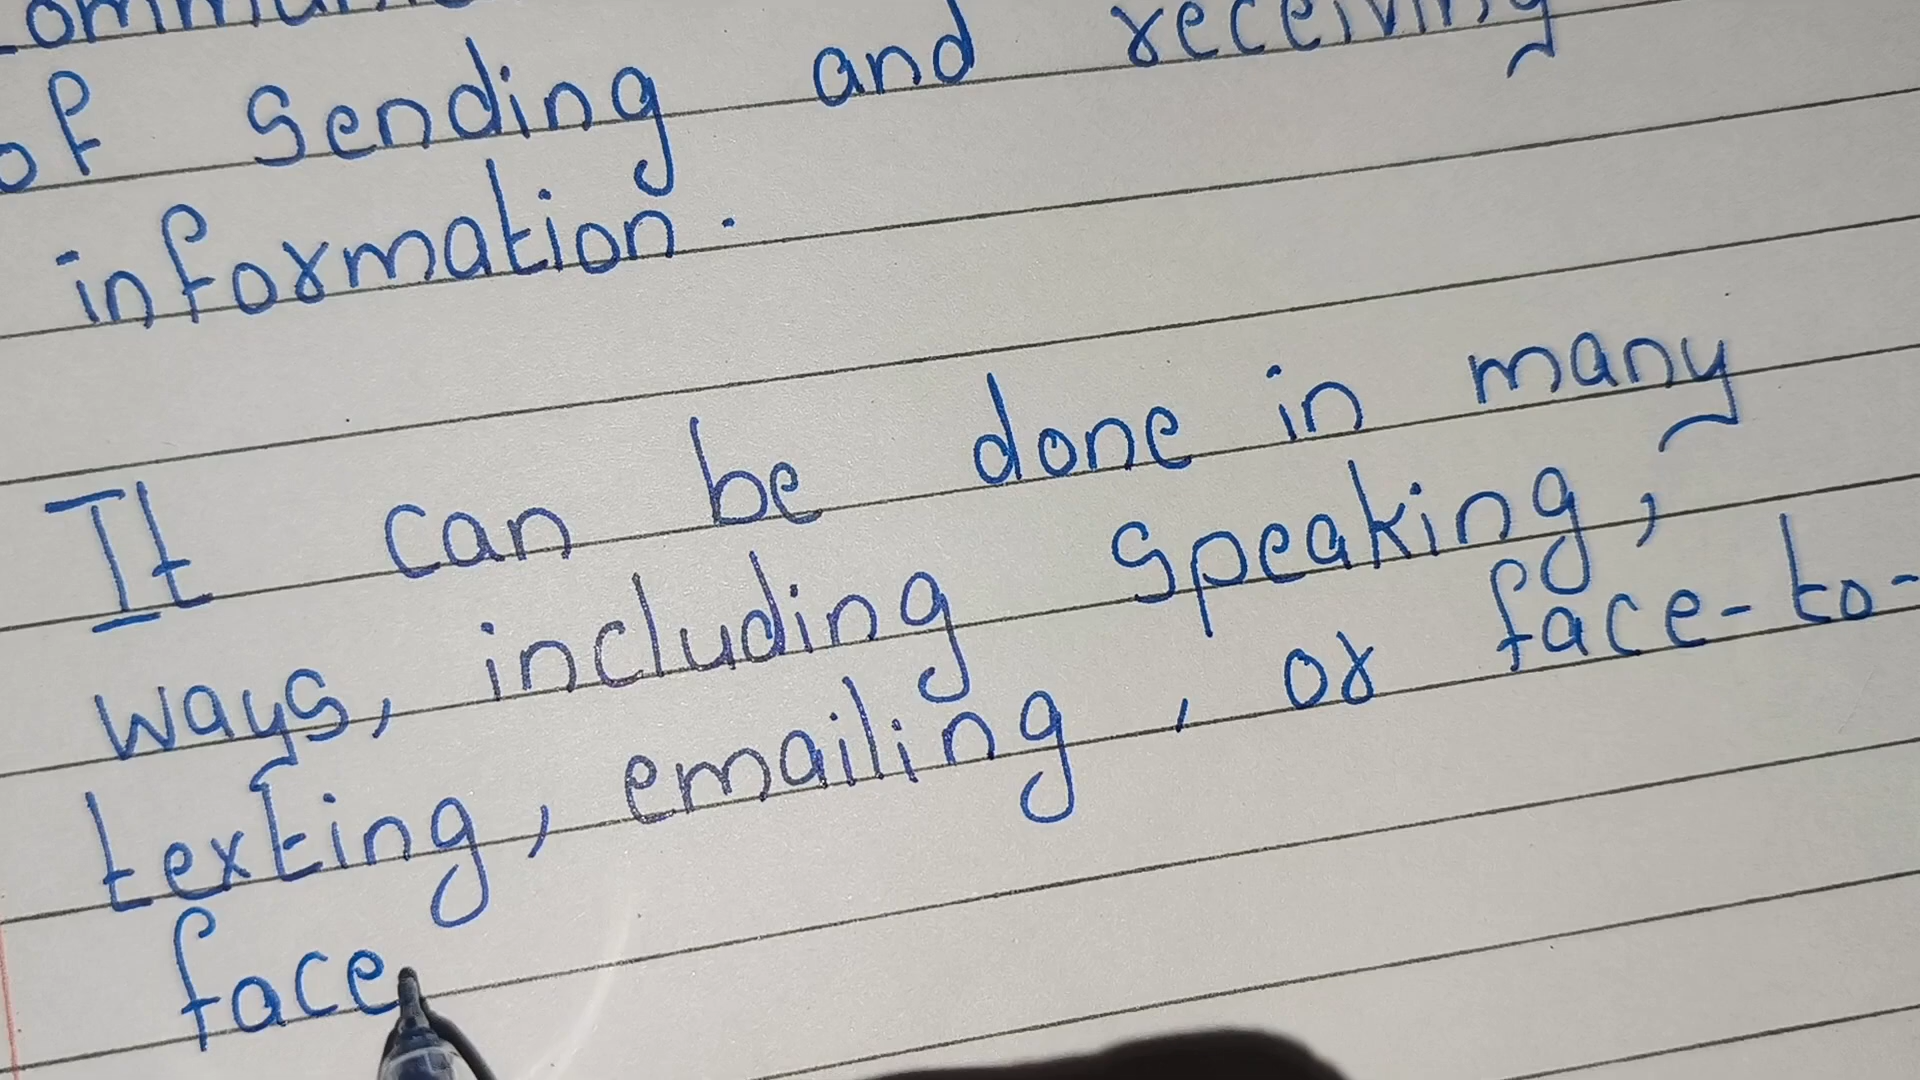 of Sending and receiving
information.
It can be done in many
ways, including Speaking,
texting, emailing, or face-to-
face